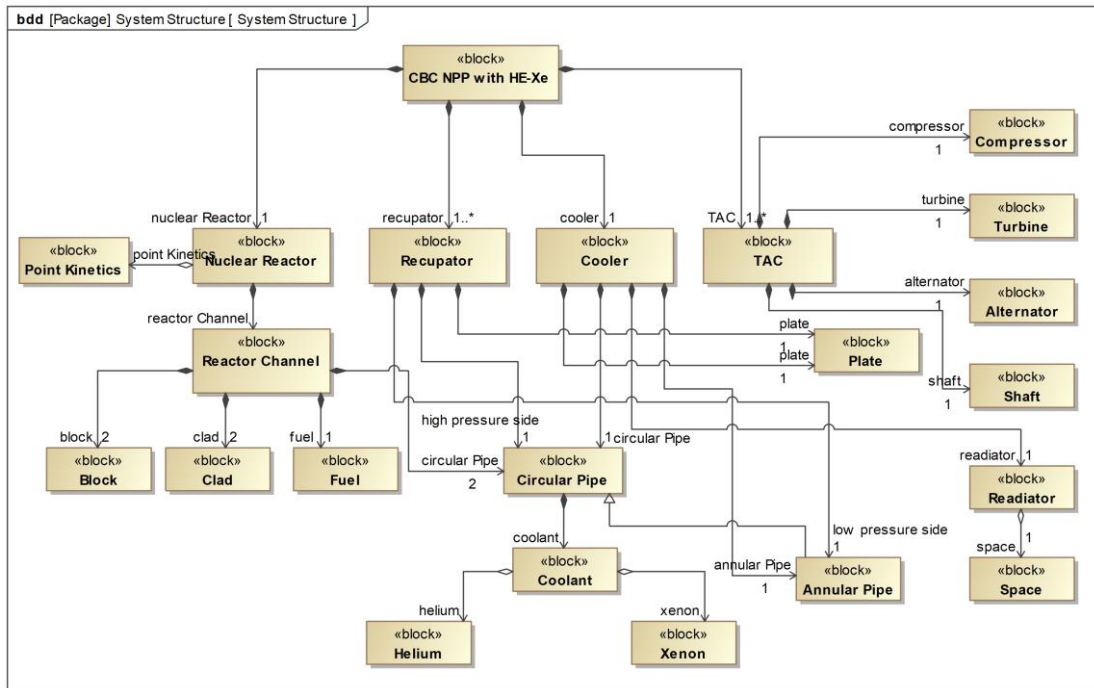 bdd [Package] System Structure [ System Structure ]
«block»
CBC NPP with HE-Xe
nuclear Reactor 1
recupator 1..*
cooler 1
TAC 1..*
compressor
1
«block»
Compressor
turbine
1
«block»
Turbine
alternator
1
«block»
Alternator
shaft
1
«block»
Shaft
«block»
Point Kinetics
point Kinetics
«block»
Nuclear Reactor
«block»
Recupator
«block»
Cooler
«block»
TAC
reactor Channel
«block»
Reactor Channel
plate
1
plate
1
«block»
Plate
block 2
clad 2
fuel 1
«block»
Block
«block»
Clad
«block»
Fuel
high pressure side
1
1 circular Pipe
circular Pipe
2
«block»
Circular Pipe
readiator 1
«block»
Readiator
coolant
«block»
Coolant
low pressure side
1
annular Pipe
1
«block»
Annular Pipe
1
space
«block»
Space
helium
xenon
«block»
Helium
«block»
Xenon